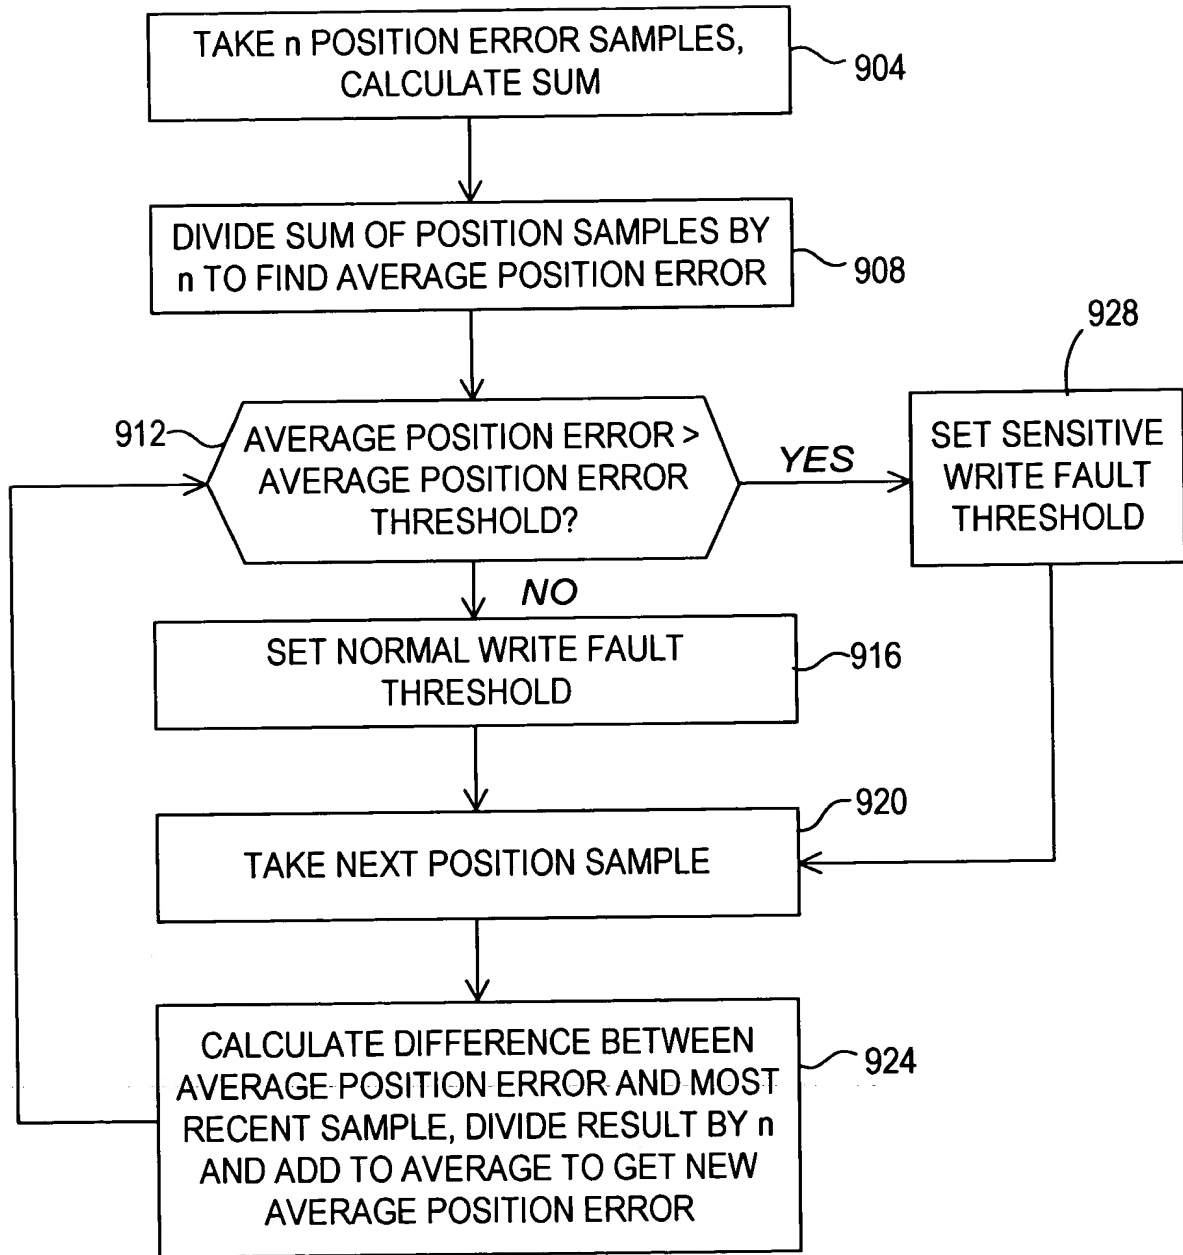 TAKE n POSITION ERROR SAMPLES,
CALCULATE SUM
904
DIVIDE SUM OF POSITION SAMPLES BY
n TO FIND AVERAGE POSITION ERROR
908
928
912
AVERAGE POSITION ERROR >
AVERAGE POSITION ERROR
THRESHOLD?
YES
SET SENSITIVE
WRITE FAULT
THRESHOLD
NO
SET NORMAL WRITE FAULT
THRESHOLD
916
920
TAKE NEXT POSITION SAMPLE
CALCULATE DIFFERENCE BETWEEN
AVERAGE POSITION ERROR AND MOST
RECENT SAMPLE, DIVIDE RESULT BY n
AND ADD TO AVERAGE TO GET NEW
AVERAGE POSITION ERROR
924